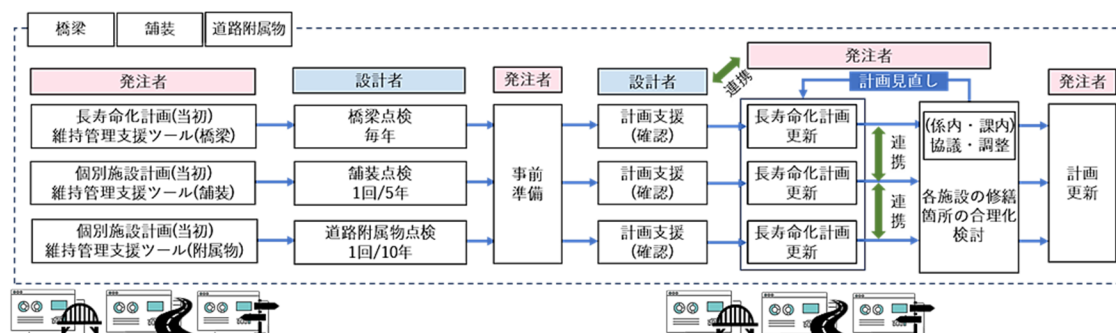 橋梁
舗装
道路附属物
発注者
設計者
発注者
設計者
連携
発注者
計画見直し
発注者
長寿命化計画(当初)
維持管理支援ツール(橋梁)
橋梁点検
毎年
計画支援
(確認)
長寿命化計画
更新
(係内・課内)
協議・調整
連携
個別施設計画(当初)
維持管理支援ツール(舗装)
舗装点検
1回/5年
事前
準備
計画支援
(確認)
長寿命化計画
更新
各施設の修繕
箇所の合理化
検討
計画
更新
連携
個別施設計画(当初)
維持管理支援ツール(附属物)
道路附属物点検
1回/10年
計画支援
(確認)
長寿命化計画
更新